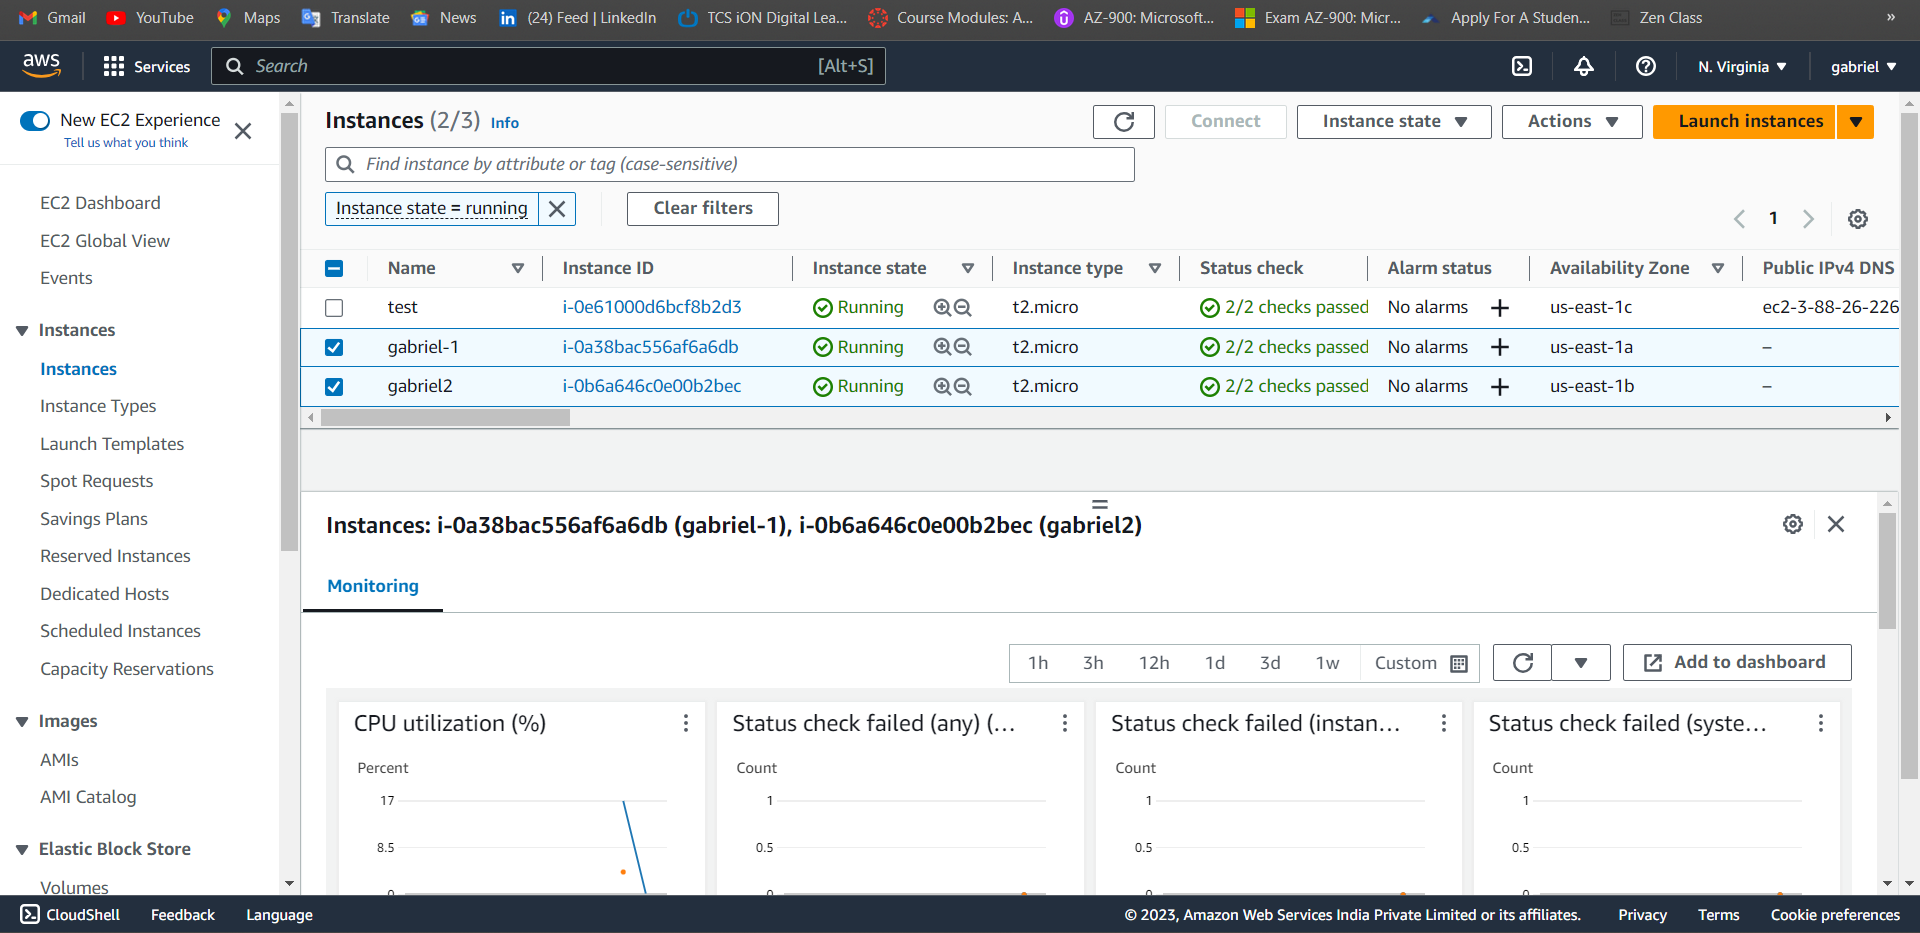 Gmail YouTube Maps Translate News (24) Feed | LinkedIn TCS iON Digital Lea... Course Modules: A... AZ-900: Microsoft... Exam AZ-900: Micr... Apply For A Studen... Zen Class »
aws Services Search [Alt+S] N. Virginia gabriel
New EC2 Experience
Tell us what you think
EC2 Dashboard
EC2 Global View
Events
Instances
Instances
Instance Types
Launch Templates
Spot Requests
Savings Plans
Reserved Instances
Dedicated Hosts
Scheduled Instances
Capacity Reservations
Images
AMIs
AMI Catalog
Elastic Block Store
Volumes
Instances (2/3) Info Connect Instance state Actions Launch instances
Find instance by attribute or tag (case-sensitive)
Instance state = running Clear filters
1
Name Instance ID Instance state Instance type Status check Alarm status Availability Zone Public IPv4 DNS
test i-0e61000d6bcf8b2d3 Running t2.micro 2/2 checks passed No alarms + us-east-1c ec2-3-88-26-226
gabriel-1 i-0a38bac556af6a6db Running t2.micro 2/2 checks passed No alarms + us-east-1a –
gabriel2 i-0b6a646c0e00b2bec Running t2.micro 2/2 checks passed No alarms + us-east-1b –
Instances: i-0a38bac556af6a6db (gabriel-1), i-0b6a646c0e00b2bec (gabriel2)
Monitoring
1h 3h 12h 1d 3d 1w Custom Add to dashboard
CPU utilization (%)
Percent
17
8.5
0
Status check failed (any) (...
Count
1
0.5
0
Status check failed (instan...
Count
1
0.5
0
Status check failed (syste...
Count
1
0.5
0
CloudShell Feedback Language © 2023, Amazon Web Services India Private Limited or its affiliates. Privacy Terms Cookie preferences